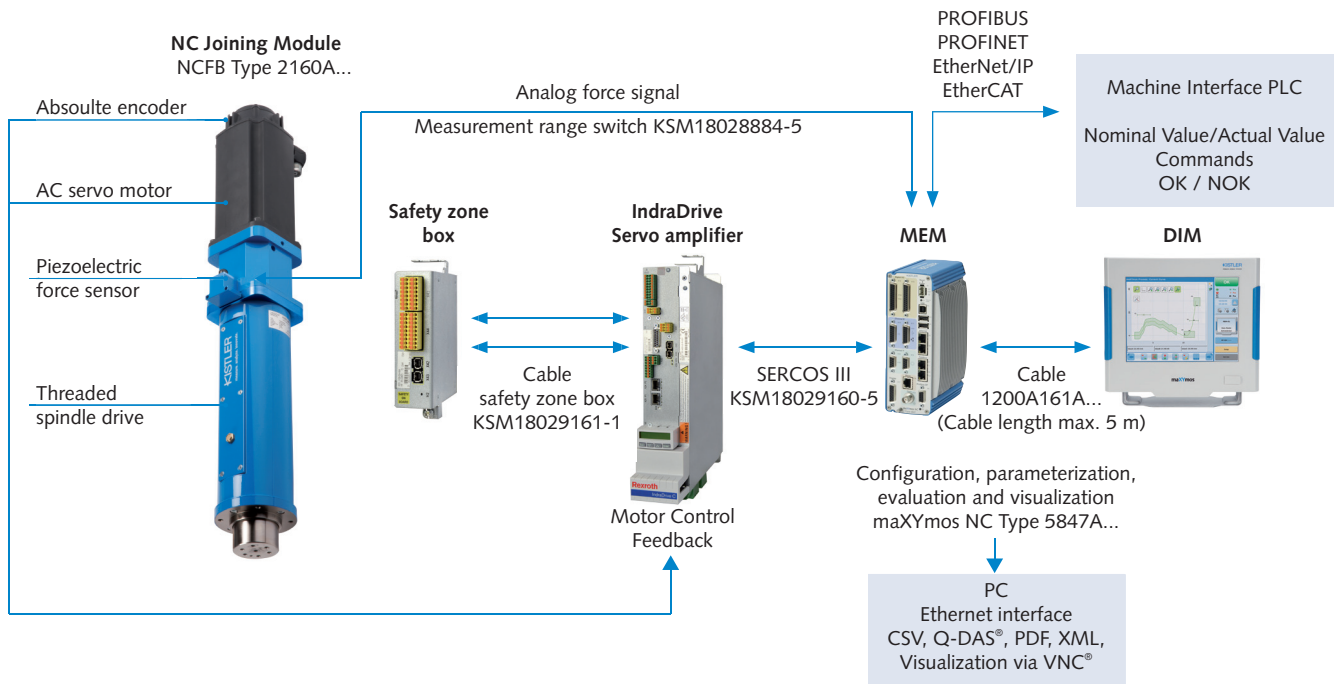 NC Joining Module
NCFB Type 2160A...
Absoulte encoder
AC servo motor
Piezoelectric
force sensor
Threaded
spindle drive
KISTLER
Analog force signal
Measurement range switch KSM18028884-5
PROFIBUS
PROFINET
EtherNet/IP
EtherCAT
Machine Interface PLC
Nominal Value/Actual Value
Commands
OK / NOK
Safety zone
box
IndraDrive
Servo amplifier
MEM
DIM
KISTLER
maXYmos
Cable
safety zone box
KSM18029161-1
SERCOS III
KSM18029160-5
Cable
1200A161A...
(Cable length max. 5 m)
Rexroth
IndraDrive C
Motor Control
Feedback
Configuration, parameterization,
evaluation and visualization
maXYmos NC Type 5847A...
PC
Ethernet interface
CSV, Q-DAS®, PDF, XML,
Visualization via VNC®